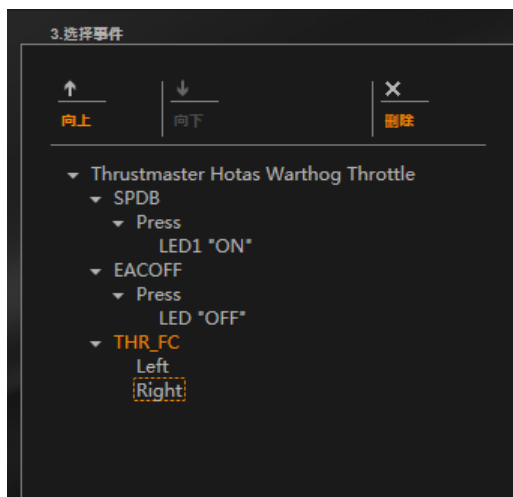 3.选择事件
向上 向下 删除
Thrustmaster Hotas Warthog Throttle
SPDB
Press
LED1 "ON"
EACOFF
Press
LED "OFF"
THR_FC
Left
Right